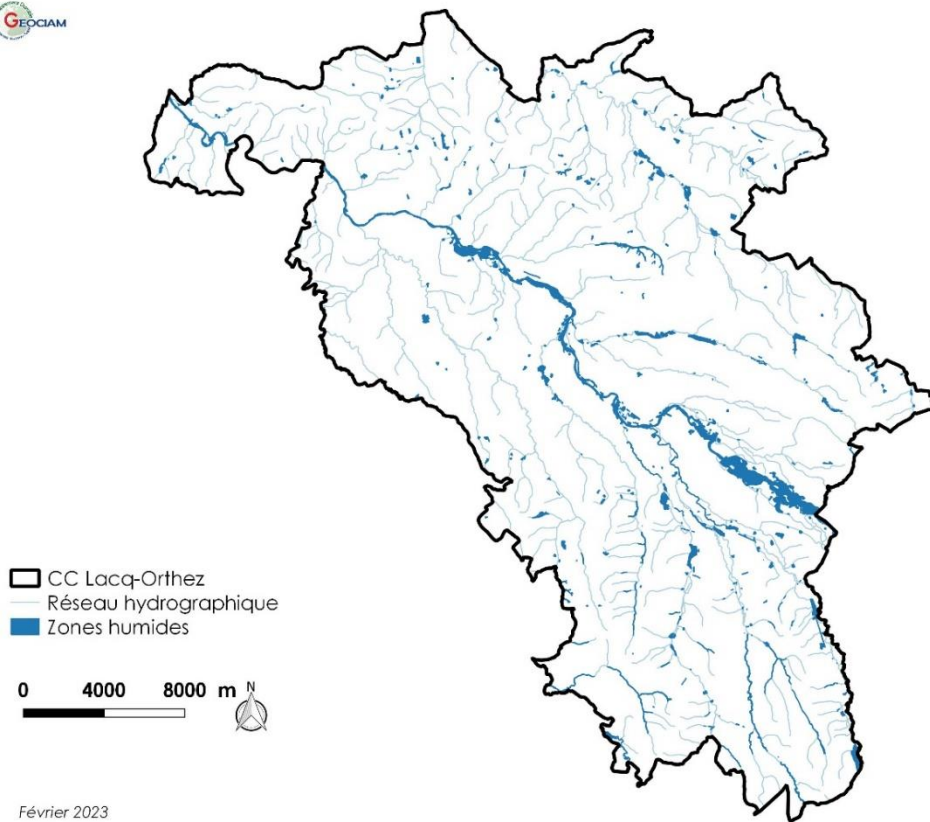 GEOCIAM
CC Lacq-Orthez
Réseau hydrographique
Zones humides
0 4000 8000 m N
Février 2023